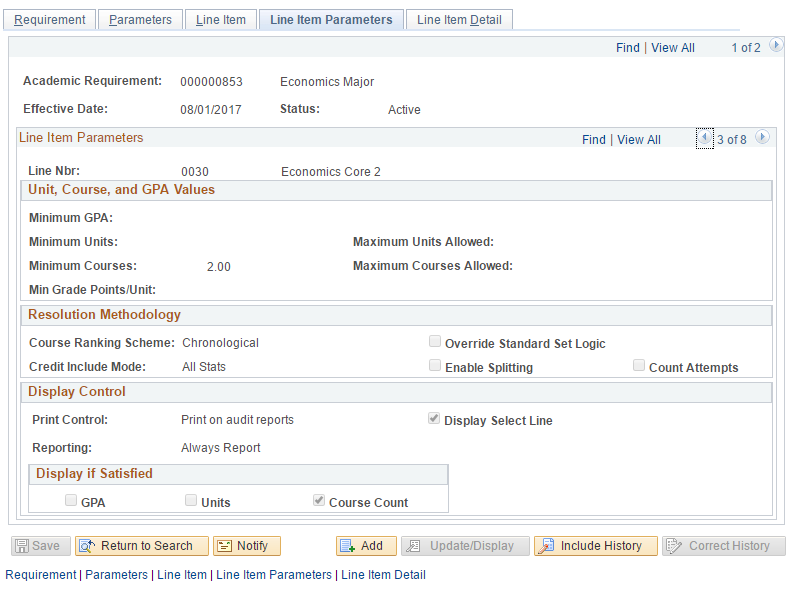 Requirement Parameters Line Item Line Item Parameters Line Item Detail
Find | View All 1 of 2
Academic Requirement: 000000853 Economics Major
Effective Date: 08/01/2017 Status: Active
Line Item Parameters Find | View All 3 of 8
Line Nbr: 0030 Economics Core 2
Unit, Course, and GPA Values
Minimum GPA:
Minimum Units: Maximum Units Allowed:
Minimum Courses: 2.00 Maximum Courses Allowed:
Min Grade Points/Unit:
Resolution Methodology
Course Ranking Scheme: Chronological Override Standard Set Logic
Credit Include Mode: All Stats Enable Splitting Count Attempts
Display Control
Print Control: Print on audit reports Display Select Line
Reporting: Always Report
Display if Satisfied
GPA Units Course Count
Save Return to Search Notify Add Update/Display Include History Correct History
Requirement | Parameters | Line Item | Line Item Parameters | Line Item Detail